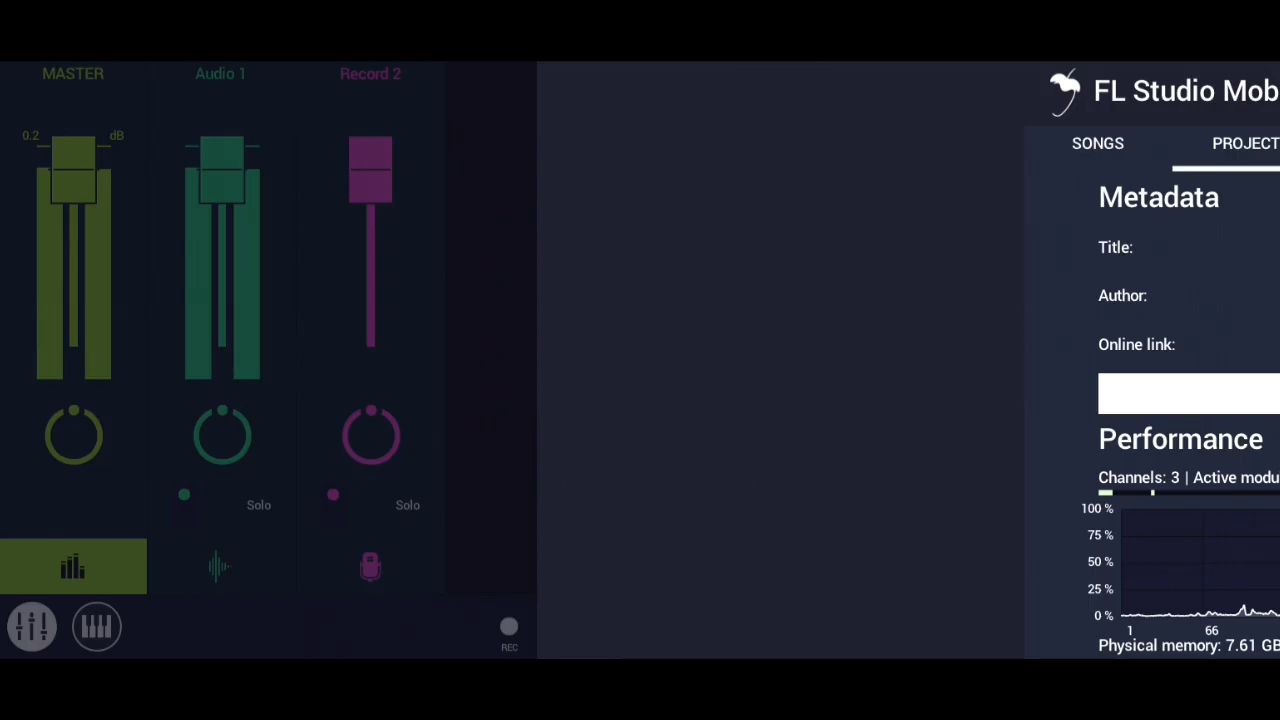 MASTER
Audio 1
Record 2
0.2
dB
Solo
Solo
REC
FL Studio Mob
SONGS
PROJECT
Metadata
Title:
Author:
Online link:
Performance
Channels: 3 | Active modu
100 %
75 %
50 %
25 %
0 %
1
66
Physical memory: 7.61 GB